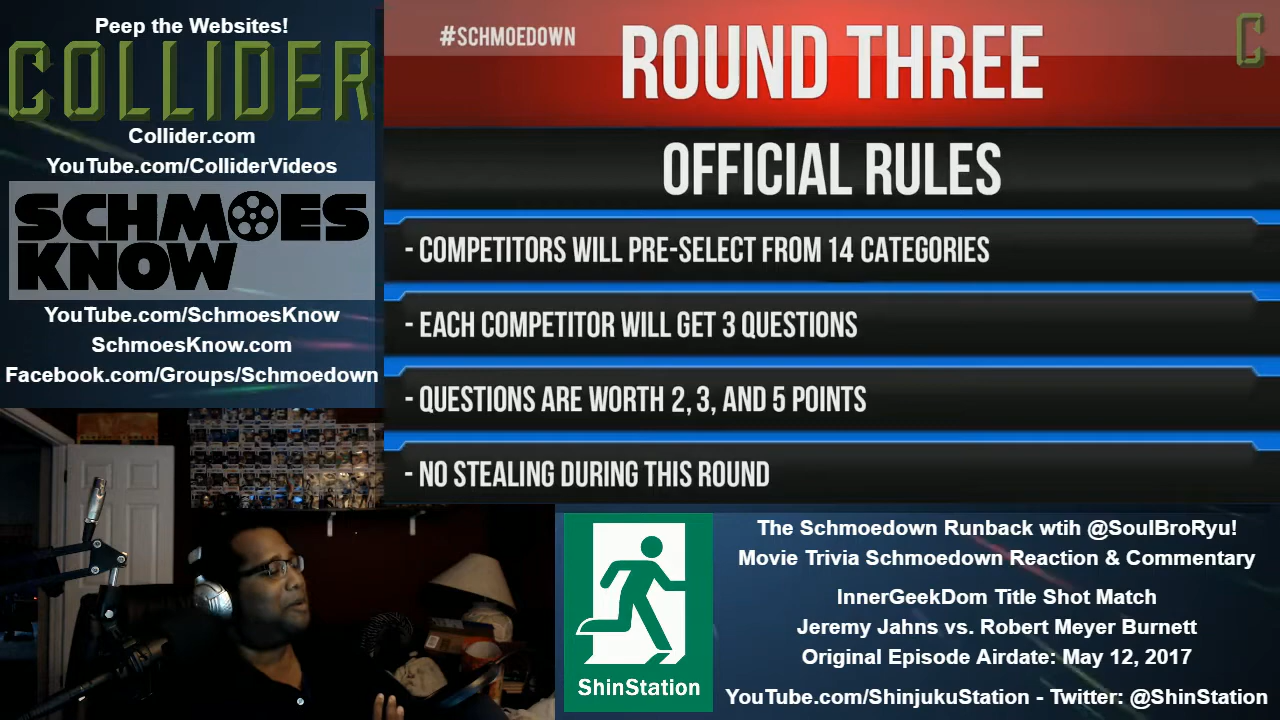 Peep the Websites!
COLLIDER
Collider.com
YouTube.com/ColliderVideos
SCHMOES
KNOW
YouTube.com/SchmoesKnow
SchmoesKnow.com
Facebook.com/Groups/Schmoedown
#SCHMOEDOWN
ROUND THREE
C
OFFICIAL RULES
- COMPETITORS WILL PRE-SELECT FROM 14 CATEGORIES
- EACH COMPETITOR WILL GET 3 QUESTIONS
- QUESTIONS ARE WORTH 2, 3, AND 5 POINTS
- NO STEALING DURING THIS ROUND
ShinStation
The Schmoedown Runback wtih @SoulBroRyu!
Movie Trivia Schmoedown Reaction & Commentary
InnerGeekDom Title Shot Match
Jeremy Jahns vs. Robert Meyer Burnett
Original Episode Airdate: May 12, 2017
YouTube.com/ShinjukuStation - Twitter: @ShinStation